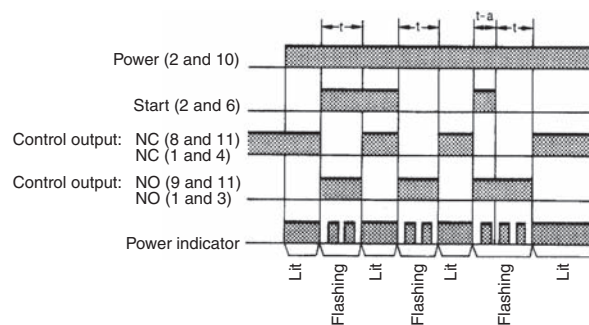 t
t
t-a
t
Power (2 and 10)
Start (2 and 6)
Control output: NC (8 and 11)
NC (1 and 4)
Control output: NO (9 and 11)
NO (1 and 3)
Power indicator
Lit
Flashing
Lit
Flashing
Lit
Flashing
Lit